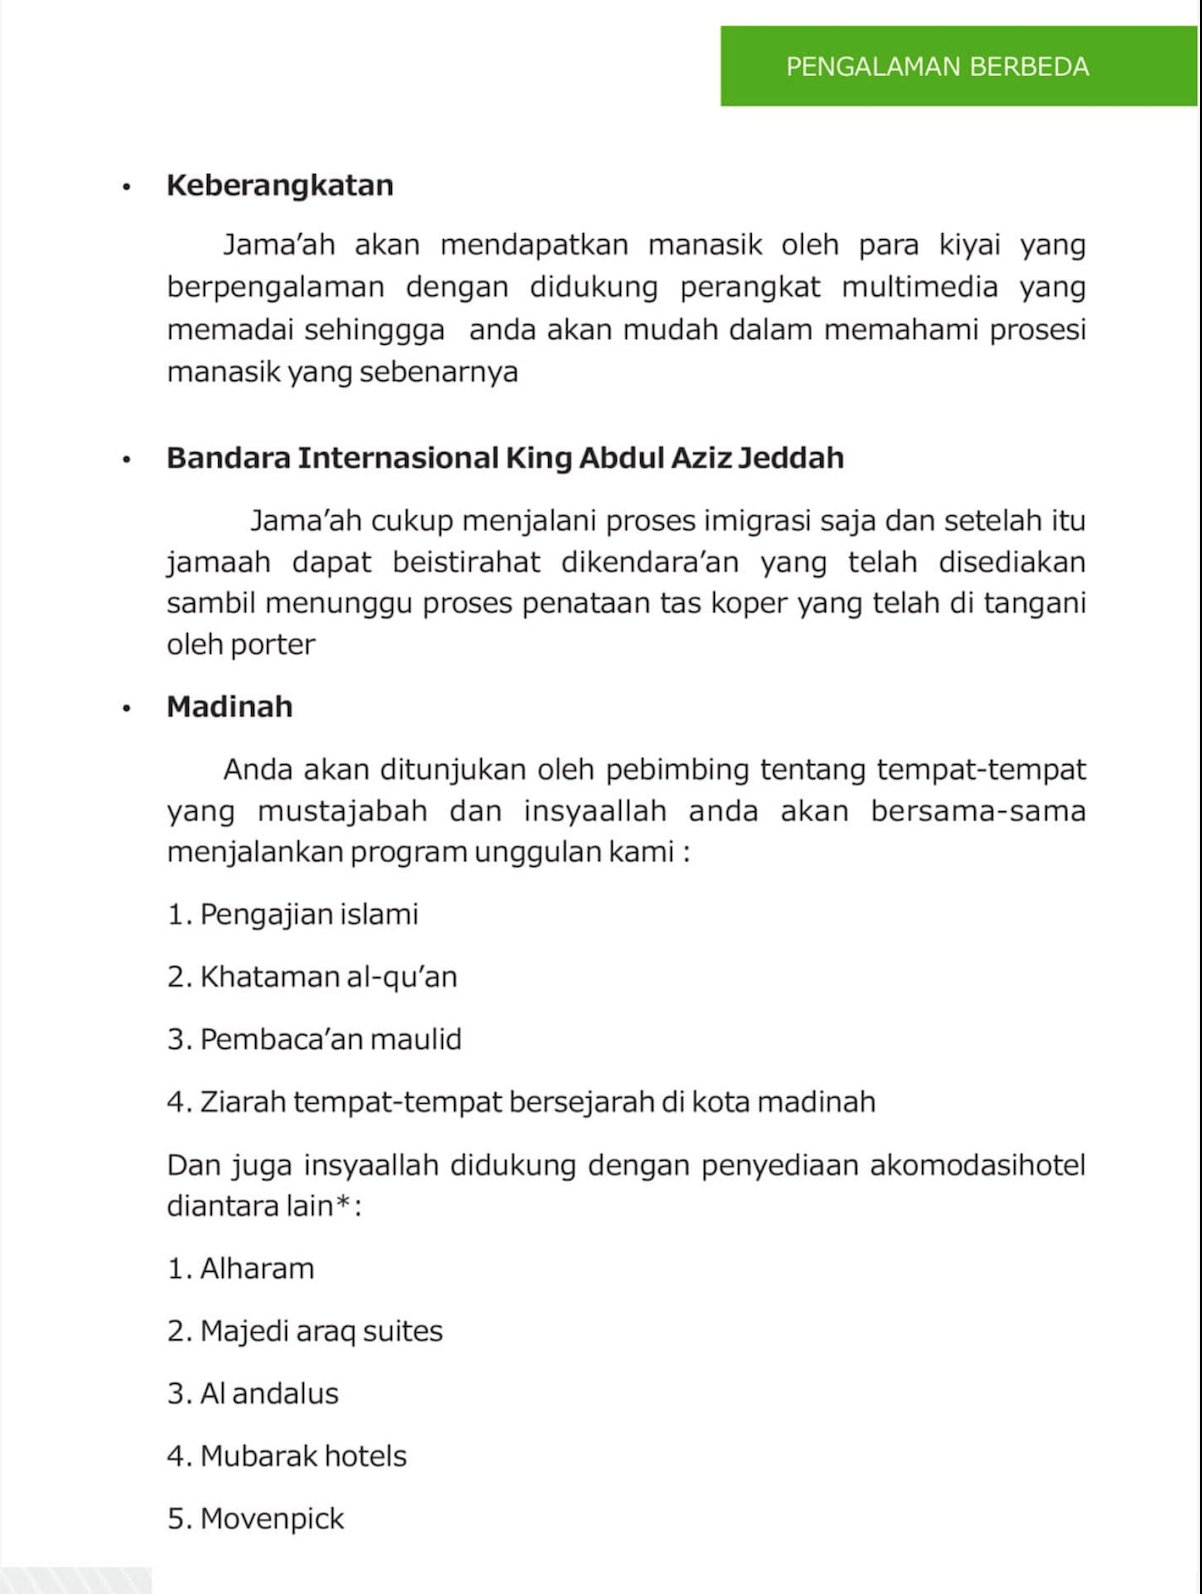 PENGALAMAN BERBEDA
• Keberangkatan
Jama’ah akan mendapatkan manasik oleh para kiyai yang
berpengalaman dengan didukung perangkat multimedia yang
memadai sehinggga anda akan mudah dalam memahami prosesi
manasik yang sebenarnya
• Bandara Internasional King Abdul Aziz Jeddah
Jama’ah cukup menjalani proses imigrasi saja dan setelah itu
jamaah dapat beistirahat dikendara’an yang telah disediakan
sambil menunggu proses penataan tas koper yang telah di tangani
oleh porter
• Madinah
Anda akan ditunjukan oleh pebimbing tentang tempat-tempat
yang mustajabah dan insyaallah anda akan bersama-sama
menjalankan program unggulan kami :
1. Pengajian islami
2. Khataman al-qu’an
3. Pembaca’an maulid
4. Ziarah tempat-tempat bersejarah di kota madinah
Dan juga insyaallah didukung dengan penyediaan akomodasihotel
diantara lain*:
1. Alharam
2. Majedi araq suites
3. Al andalus
4. Mubarak hotels
5. Movenpick